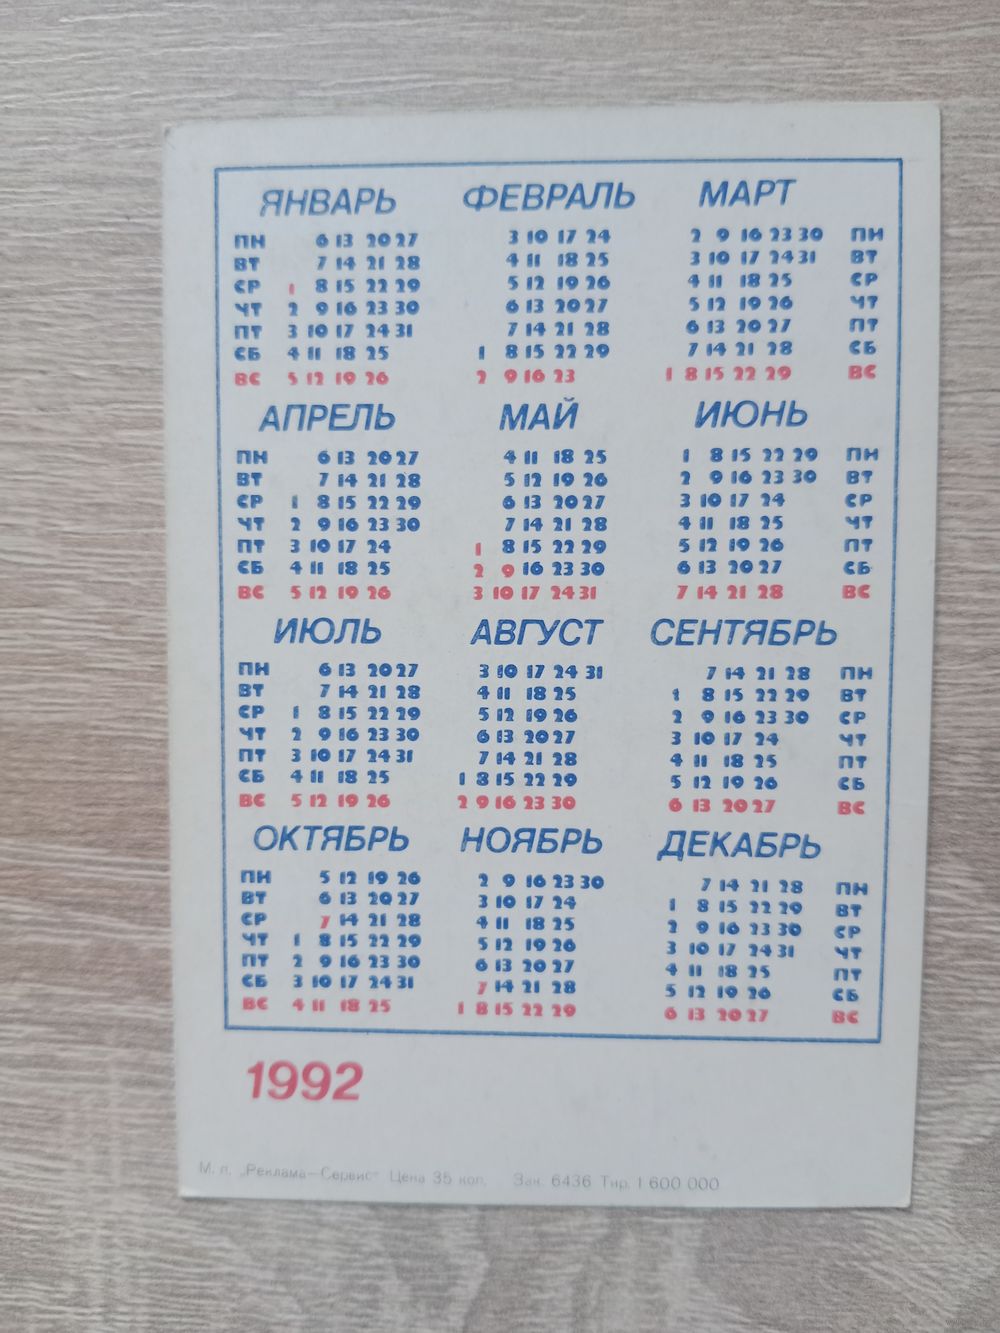 ЯНВАРЬ ФЕВРАЛЬ МАРТ
ПН 6 13 20 27 3 10 17 24 2 9 16 23 30 ПН
ВТ 7 14 21 28 4 11 18 25 3 10 17 24 31 ВТ
СР 1 8 15 22 29 5 12 19 26 4 11 18 25 СР
ЧТ 2 9 16 23 30 6 13 20 27 5 12 19 26 ЧТ
ПТ 3 10 17 24 31 7 14 21 28 6 13 20 27 ПТ
СБ 4 11 18 25 1 8 15 22 29 7 14 21 28 СБ
ВС 5 12 19 26 2 9 16 23 1 8 15 22 29 ВС
АПРЕЛЬ МАЙ ИЮНЬ
ПН 6 13 20 27 4 11 18 25 1 8 15 22 29 ПН
ВТ 7 14 21 28 5 12 19 26 2 9 16 23 30 ВТ
СР 1 8 15 22 29 6 13 20 27 3 10 17 24 СР
ЧТ 2 9 16 23 30 7 14 21 28 4 11 18 25 ЧТ
ПТ 3 10 17 24 1 8 15 22 29 5 12 19 26 ПТ
СБ 4 11 18 25 2 9 16 23 30 6 13 20 27 СБ
ВС 5 12 19 26 3 10 17 24 31 7 14 21 28 ВС
ИЮЛЬ АВГУСТ СЕНТЯБРЬ
ПН 6 13 20 27 3 10 17 24 31 7 14 21 28 ПН
ВТ 7 14 21 28 4 11 18 25 1 8 15 22 29 ВТ
СР 1 8 15 22 29 5 12 19 26 2 9 16 23 30 СР
ЧТ 2 9 16 23 30 6 13 20 27 3 10 17 24 ЧТ
ПТ 3 10 17 24 31 7 14 21 28 4 11 18 25 ПТ
СБ 4 11 18 25 1 8 15 22 29 5 12 19 26 СБ
ВС 5 12 19 26 2 9 16 23 30 6 13 20 27 ВС
ОКТЯБРЬ НОЯБРЬ ДЕКАБРЬ
ПН 5 12 19 26 2 9 16 23 30 7 14 21 28 ПН
ВТ 6 13 20 27 3 10 17 24 1 8 15 22 29 ВТ
СР 7 14 21 28 4 11 18 25 2 9 16 23 30 СР
ЧТ 1 8 15 22 29 5 12 19 26 3 10 17 24 31 ЧТ
ПТ 2 9 16 23 30 6 13 20 27 4 11 18 25 ПТ
СБ 3 10 17 24 31 7 14 21 28 5 12 19 26 СБ
ВС 4 11 18 25 1 8 15 22 29 6 13 20 27 ВС
1992
М. п. „Реклама—Сервис" Цена 35 коп. Зак. 6436 Тир. 1 600 000